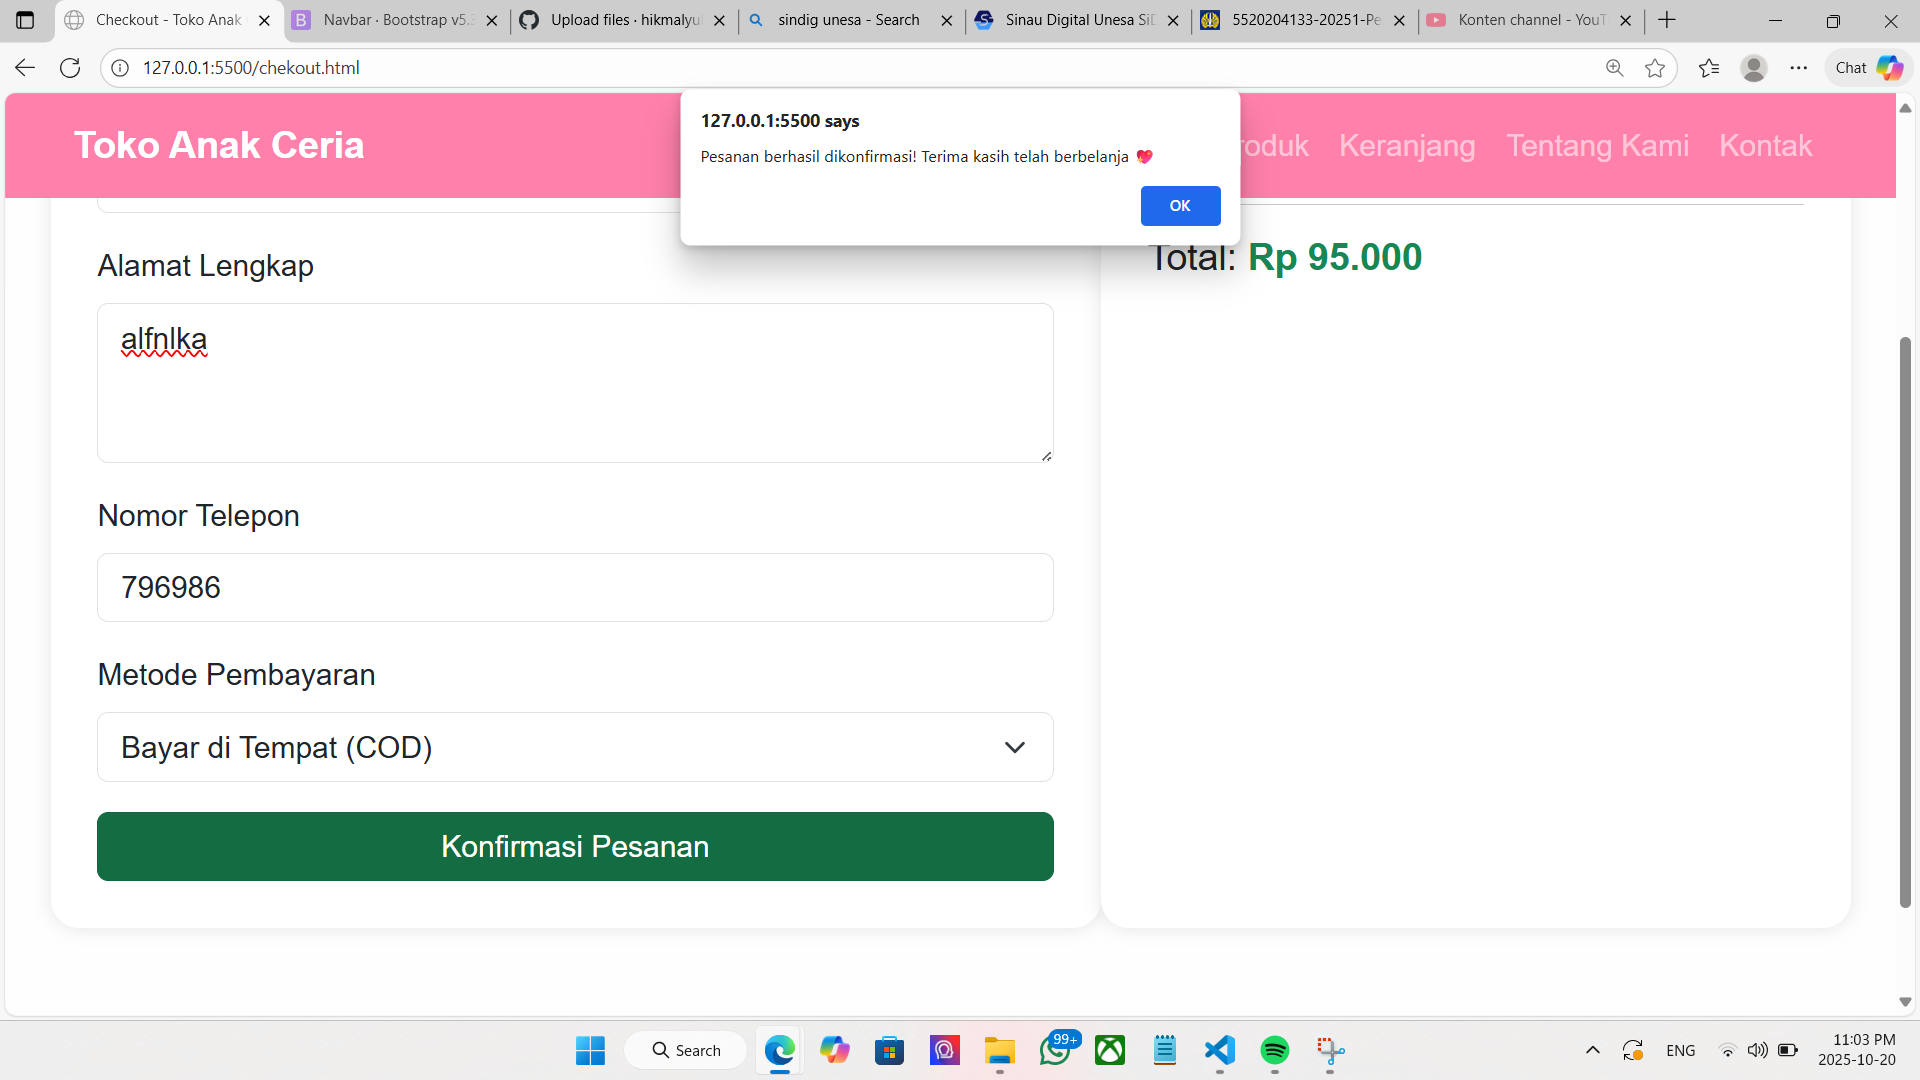 Checkout - Toko Anak
Navbar · Bootstrap v5.3
Upload files · hikmalyu
sindig unesa - Search
Sinau Digital Unesa SiD
5520204133-20251-Pe
Konten channel - YouT
127.0.0.1:5500/chekout.html
Chat
Toko Anak Ceria
Keranjang
Tentang Kami
Kontak
127.0.0.1:5500 says
Pesanan berhasil dikonfirmasi! Terima kasih telah berbelanja 💖
OK
Total: Rp 95.000
Alamat Lengkap
alfnlka
Nomor Telepon
796986
Metode Pembayaran
Bayar di Tempat (COD)
Konfirmasi Pesanan
Search
99+
ENG
11:03 PM
2025-10-20